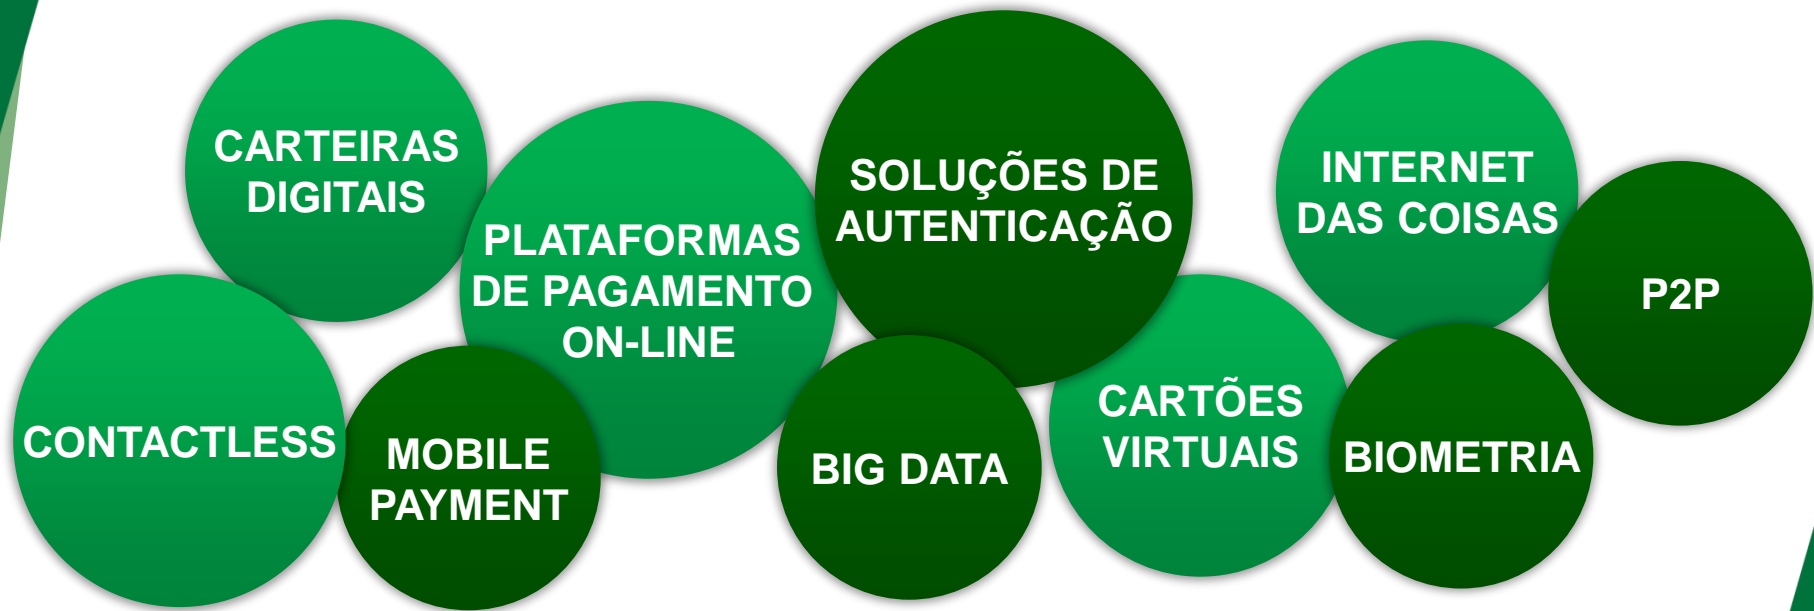 CARTEIRAS
DIGITAIS
PLATAFORMAS
DE PAGAMENTO
ON-LINE
SOLUÇÕES DE
AUTENTICAÇÃO
INTERNET
DAS COISAS
P2P
CONTACTLESS
MOBILE
PAYMENT
BIG DATA
CARTÕES
VIRTUAIS
BIOMETRIA